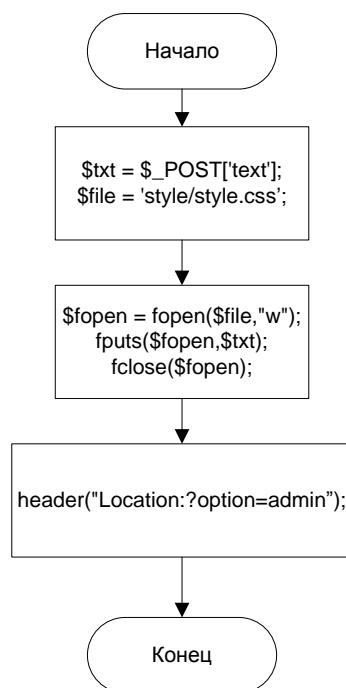 Начало
$txt = $_POST['text'];
$file = 'style/style.css’;
$fopen = fopen($file,"w");
fputs($fopen,$txt);
fclose($fopen);
header("Location:?option=admin”);
Конец